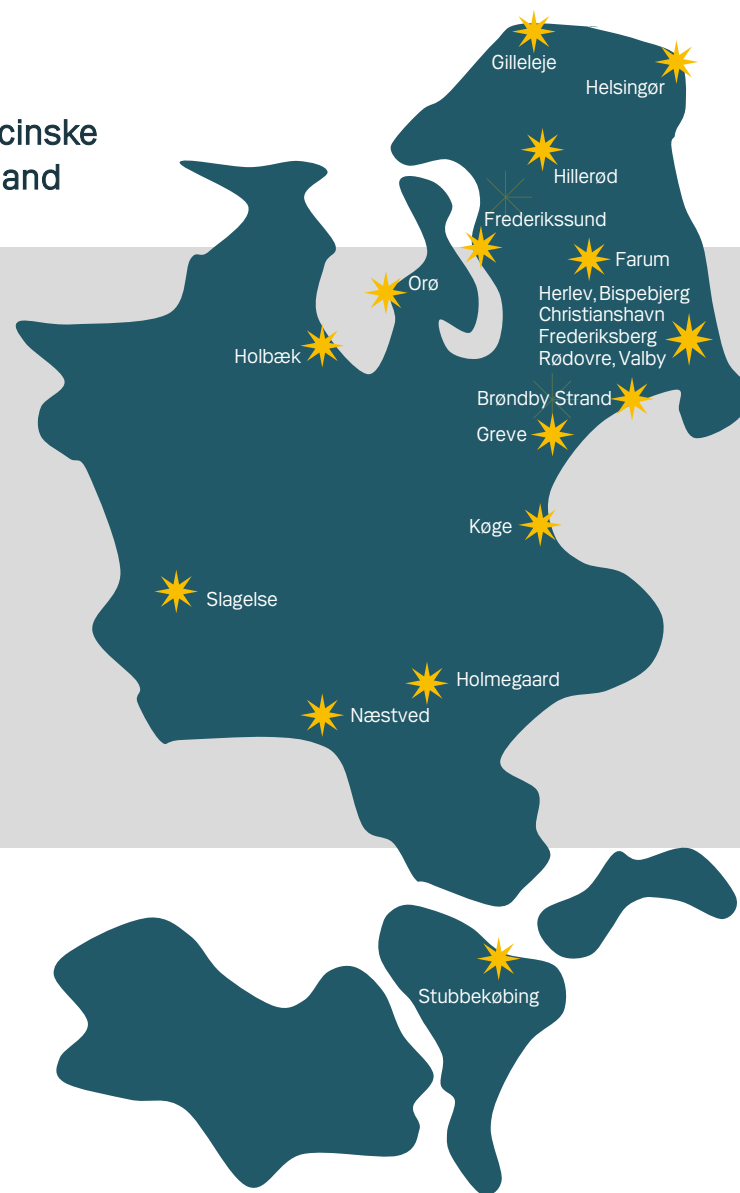 cinske
and
Gilleleje
Helsingør
Hillerød
Frederikssund
Farum
Orø
Herlev, Bispebjerg
Christianshavn
Frederiksberg
Rødovre, Valby
Holbæk
Brøndby Strand
Greve
Køge
Slagelse
Holmegaard
Næstved
Stubbekøbing